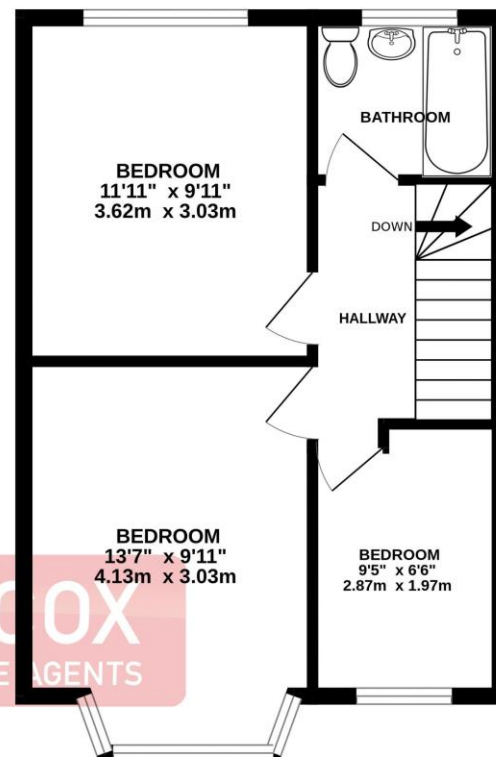 BATHROOM
BEDROOM
11'11" x 9'11"
3.62m x 3.03m
DOWN
HALLWAY
BEDROOM
13'7" x 9'11"
4.13m x 3.03m
BEDROOM
9'5" x 6'6"
2.87m x 1.97m
COX
E AGENTS